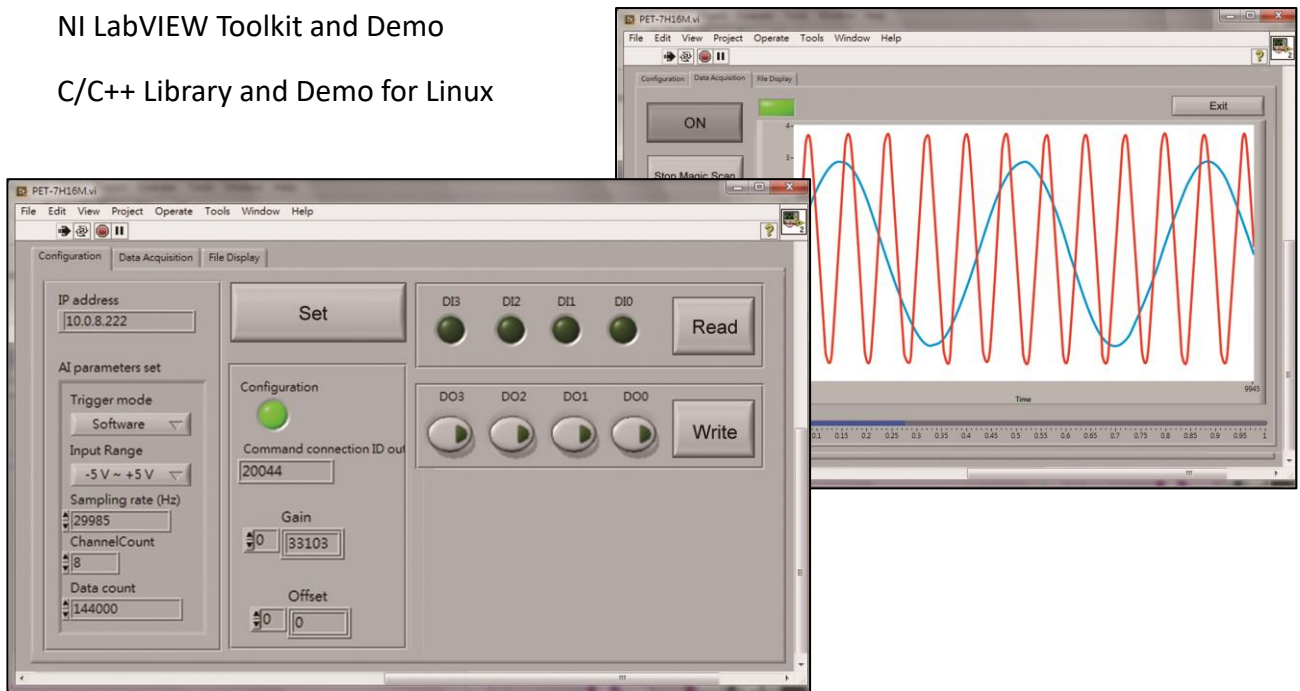 NI LabVIEW Toolkit and Demo
C/C++ Library and Demo for Linux
PET-7H16M.vi
File Edit View Project Operate Tools Window Help
Configuration Data Acquisition File Display
ON
Exit
Stop Magic Scan
4
3
9945
Time
0.1 0.15 0.2 0.25 0.3 0.35 0.4 0.45 0.5 0.55 0.6 0.65 0.7 0.75 0.8 0.85 0.9 0.95 1
PET-7H16M.vi
File Edit View Project Operate Tools Window Help
2
Configuration Data Acquisition File Display
IP address
10.0.8.222
Set
DI3 DI2 DI1 DI0
Read
AI parameters set
Trigger mode
Software
Input Range
-5 V ~ +5 V
Sampling rate (Hz)
29985
ChannelCount
8
Data count
144000
Configuration
Command connection ID out
20044
Gain
0 33103
Offset
0 0
DO3 DO2 DO1 DO0
Write